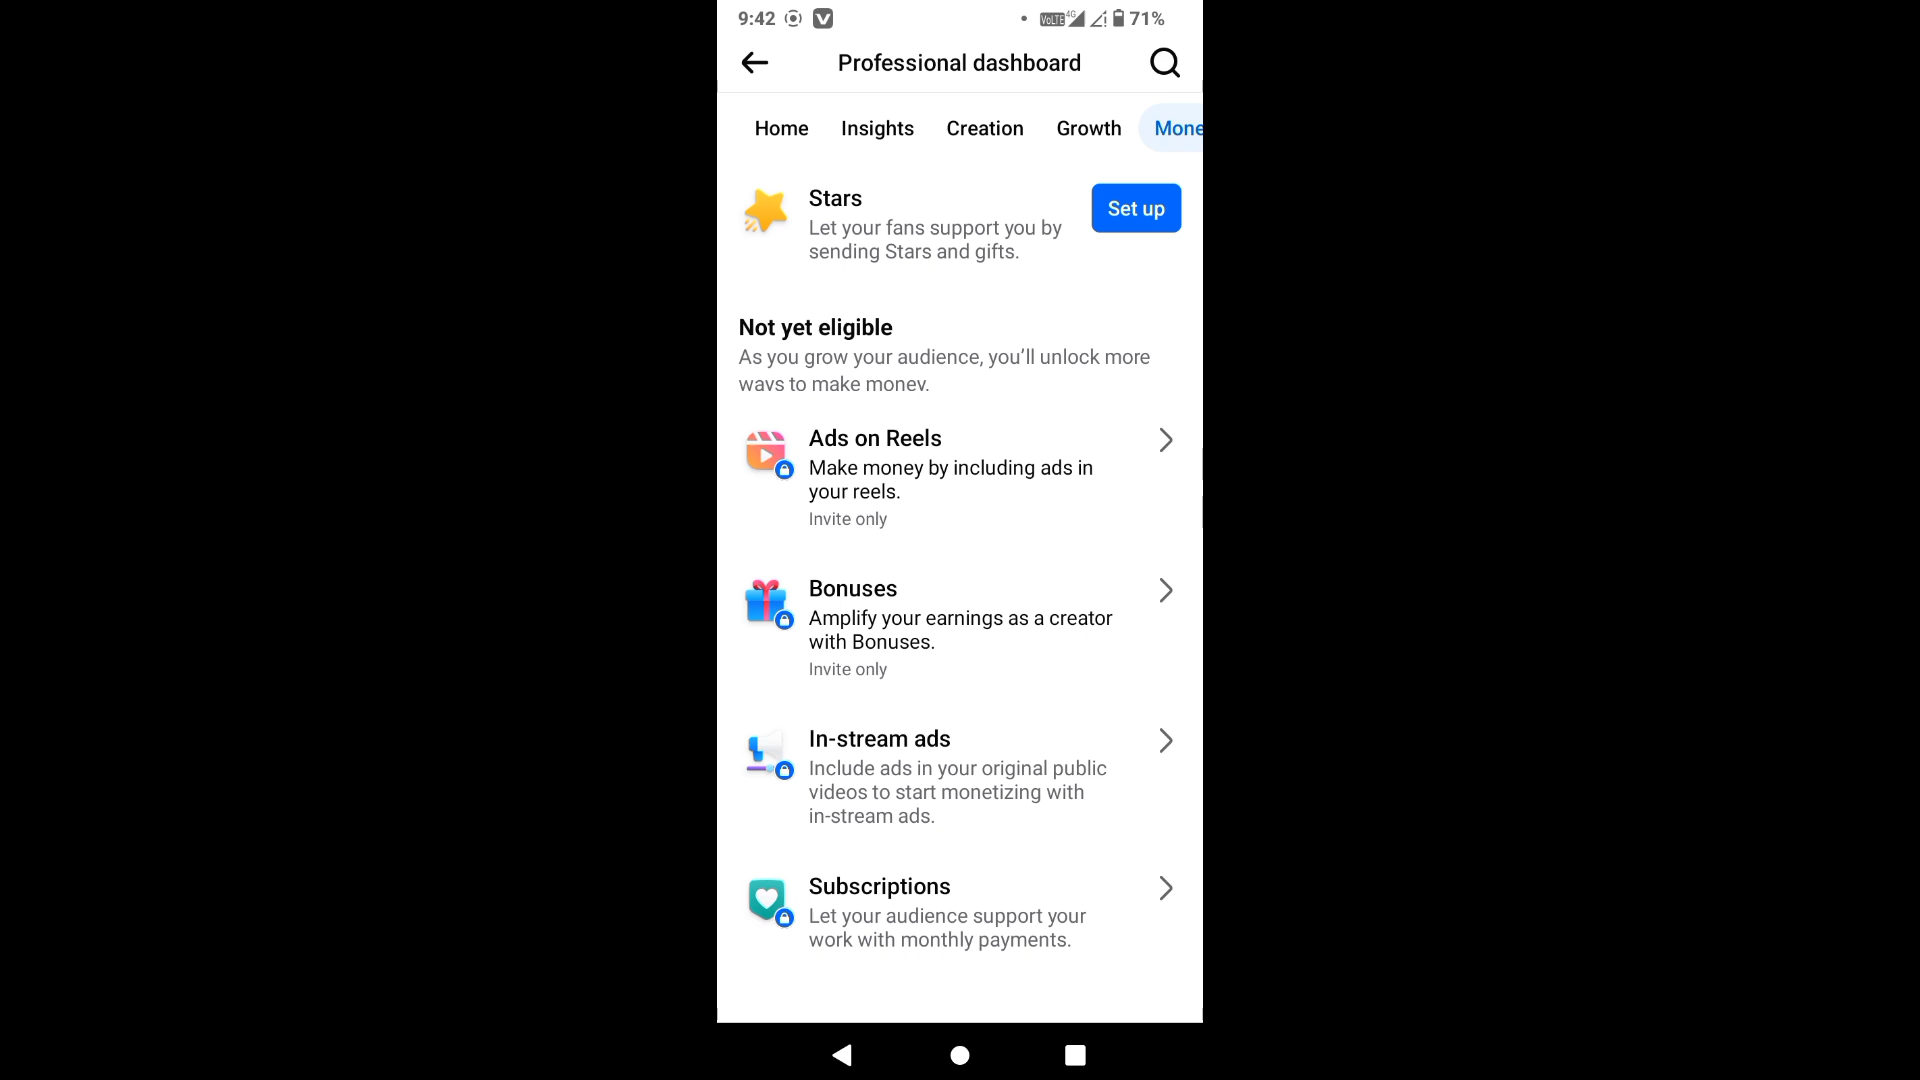 9:42
VoLTE 4G 71%
Professional dashboard
Home Insights Creation Growth Mone
Stars
Let your fans support you by
sending Stars and gifts.
Set up
Not yet eligible
As you grow your audience, you’ll unlock more
ways to make money.
Ads on Reels
Make money by including ads in
your reels.
Invite only
Bonuses
Amplify your earnings as a creator
with Bonuses.
Invite only
In-stream ads
Include ads in your original public
videos to start monetizing with
in-stream ads.
Subscriptions
Let your audience support your
work with monthly payments.